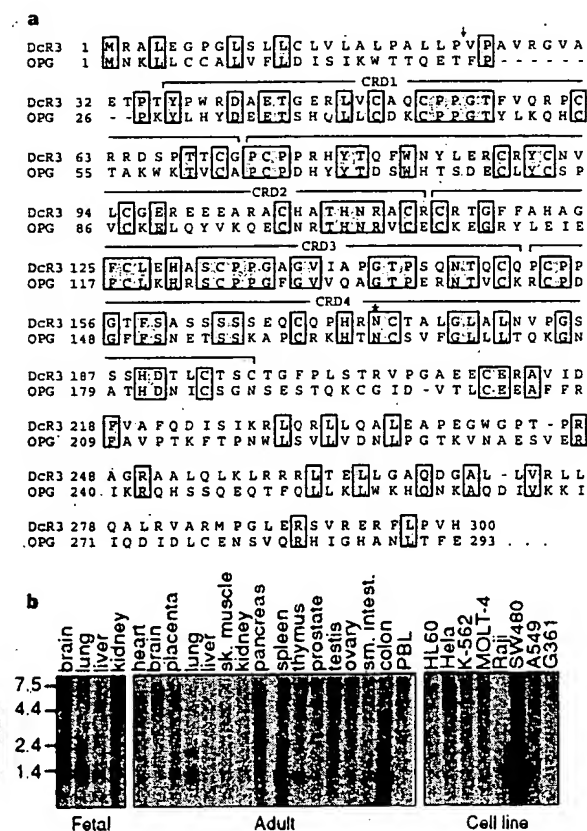 a
DcR3 1 M R A L E G P G L S L L C L V L A L P A L L P V P A V R G V A
OPG 1 M N K L L C C A L V F L D I S I K W T T Q E T F P - - - - - -
CRD1
DcR3 32 E T P T Y P W R D A E T G E R L V C A Q C P P G T F V Q R P C
OPG 26 - - P K Y L H Y D E E T S H Q L L C D K C P P G T Y L K Q H C
DcR3 63 R R D S P T T C G P C P P R H Y T Q F W N Y L E R C R Y C N V
OPG 55 T A K W K T V C A P C P D H Y Y T D S W H T S D E C L Y C S P
CRD2
DcR3 94 L C G E R E E E A R A C H A T H N R A C R C R T G F F A H A G
OPG 86 V C K E L Q Y V K Q E C N R T H N R V C E C K E G R Y L E I E
CRD3
DcR3 125 F C L E H A S C P P G A G V I A P G T P S Q N T Q C Q P C P P
OPG 117 F C L K H R S C P P G F G V V Q A G T P E R N T V C K R C P D
CRD4
DcR3 156 G T F S A S S S S S E Q C Q P H R N C T A L G L A L N V P G S
OPG 148 G F F S N E T S S K A P C R K H T N C S V F G L L L T Q K G N
DcR3 187 S S H D T L C T S C T G F P L S T R V P G A E E C E R A V I D
OPG 179 A T H D N I C S G N S E S T Q K C G I D - V T L C E E A F F R
DcR3 218 F V A F Q D I S I K R L Q R L L Q A L E A P E G W G P T - P R
OPG 209 F A V P T K F T P N W L S V L V D N L P G T K V N A E S V E R
DcR3 248 A G R A A L Q L K L R R R L T E L L G A Q D G A L - L V R L L
OPG 240 I K R Q H S S Q E Q T F Q L L K L W K H Q N K A Q D I V K K I
DcR3 278 Q A L R V A R M P G L E R S V R E R F L P V H 300
OPG 271 I Q D I D L C E N S V Q R H I G H A N L T F E 293 . . .
b
brain lung liver kidney heart brain placenta lung liver sk. muscle kidney pancreas spleen thymus prostate testis ovary sm. intest. colon PBL HL60 Hela K-562 MOLT-4 Raji SW480 A549 G361
7.5
4.4
2.4
1.4
Fetal Adult Cell line